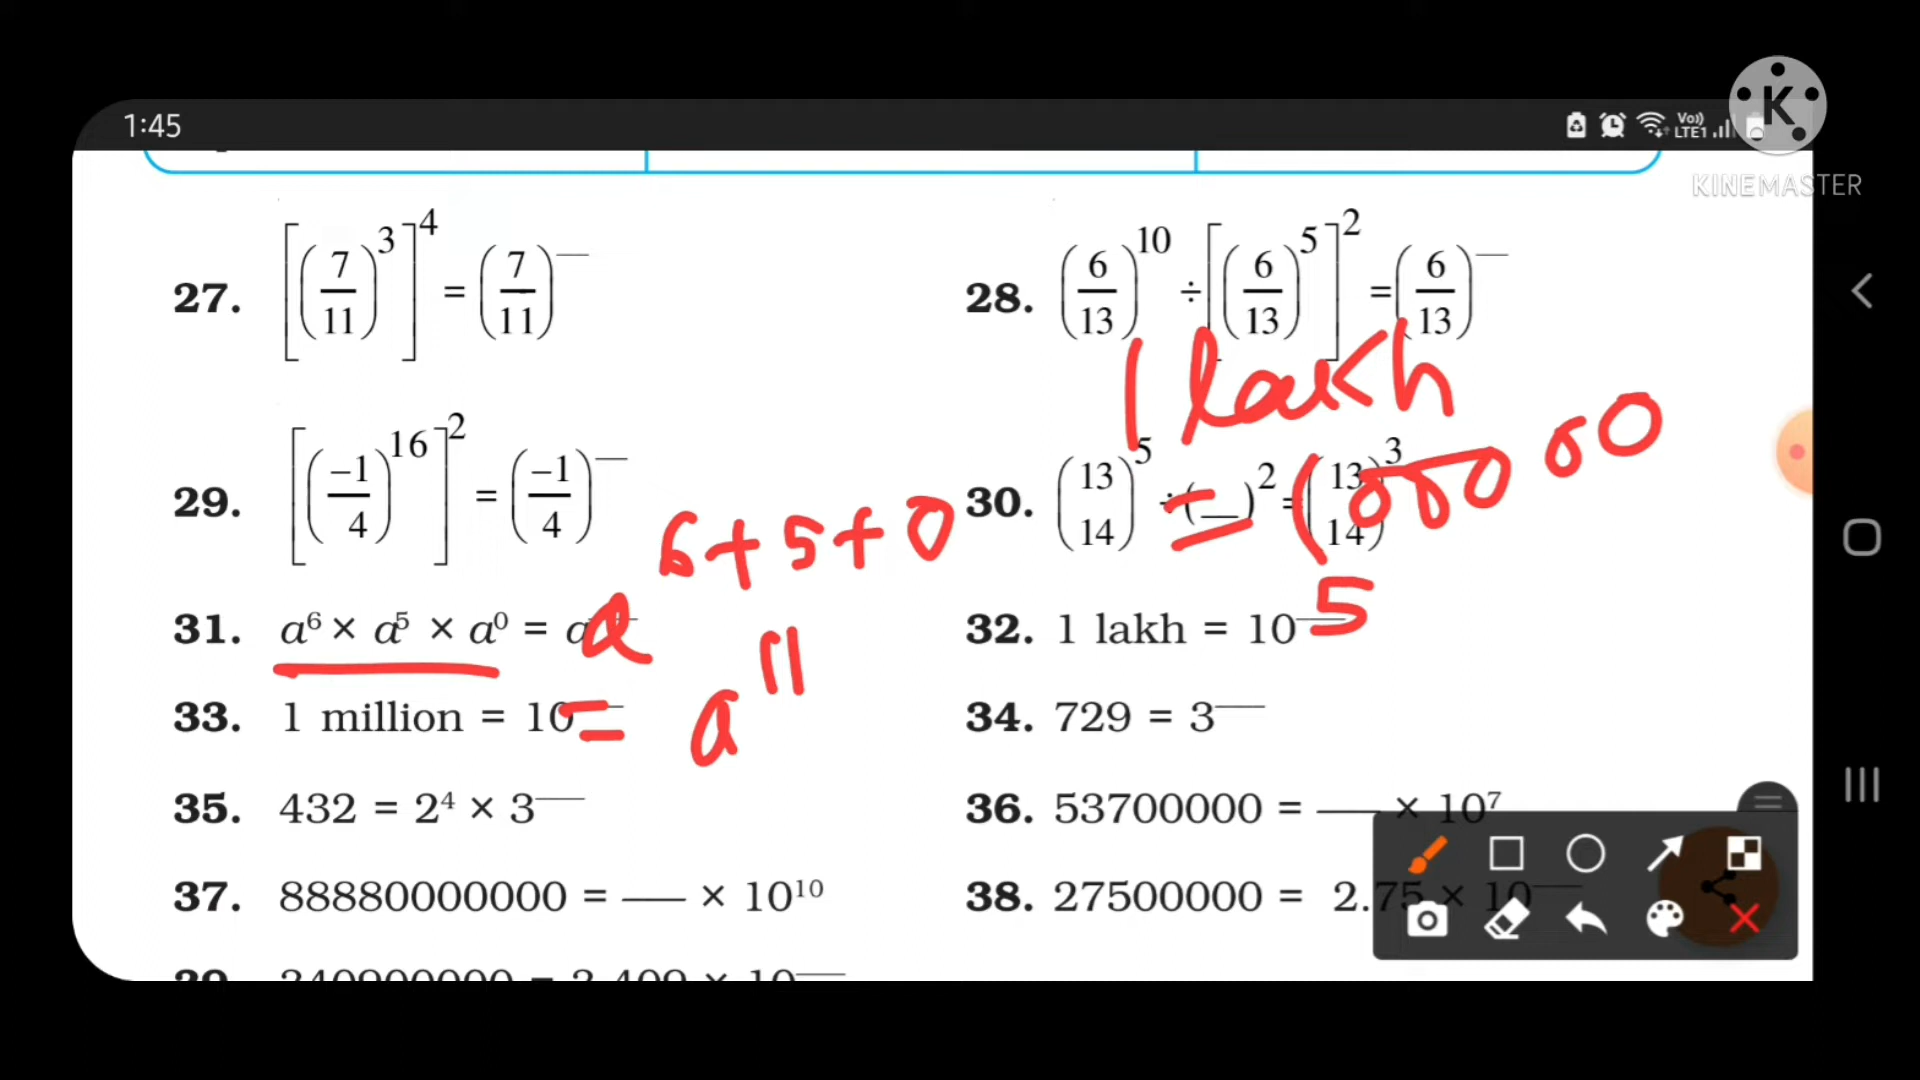 1:45
Vo)) LTE1
K
KINEMASTER
27. [(7/11)^3]^4 = (7/11)^—
28. (6/13)^10 ÷ [(6/13)^5]^2 = (6/13)^—
1 lakh
29. [(−1/4)^16]^2 = (−1/4)^—
30. (13/14)^5 ÷ (—)^2 = (13/14)^3
= 100000
a^6+5+0
31. a^6 × a^5 × a^0 = a^—
32. 1 lakh = 10^— 5
= a^11
33. 1 million = 10^—
34. 729 = 3^—
35. 432 = 2^4 × 3^—
36. 53700000 = — × 10^7
37. 88880000000 = — × 10^10
38. 27500000 = 2.75 × 10^—